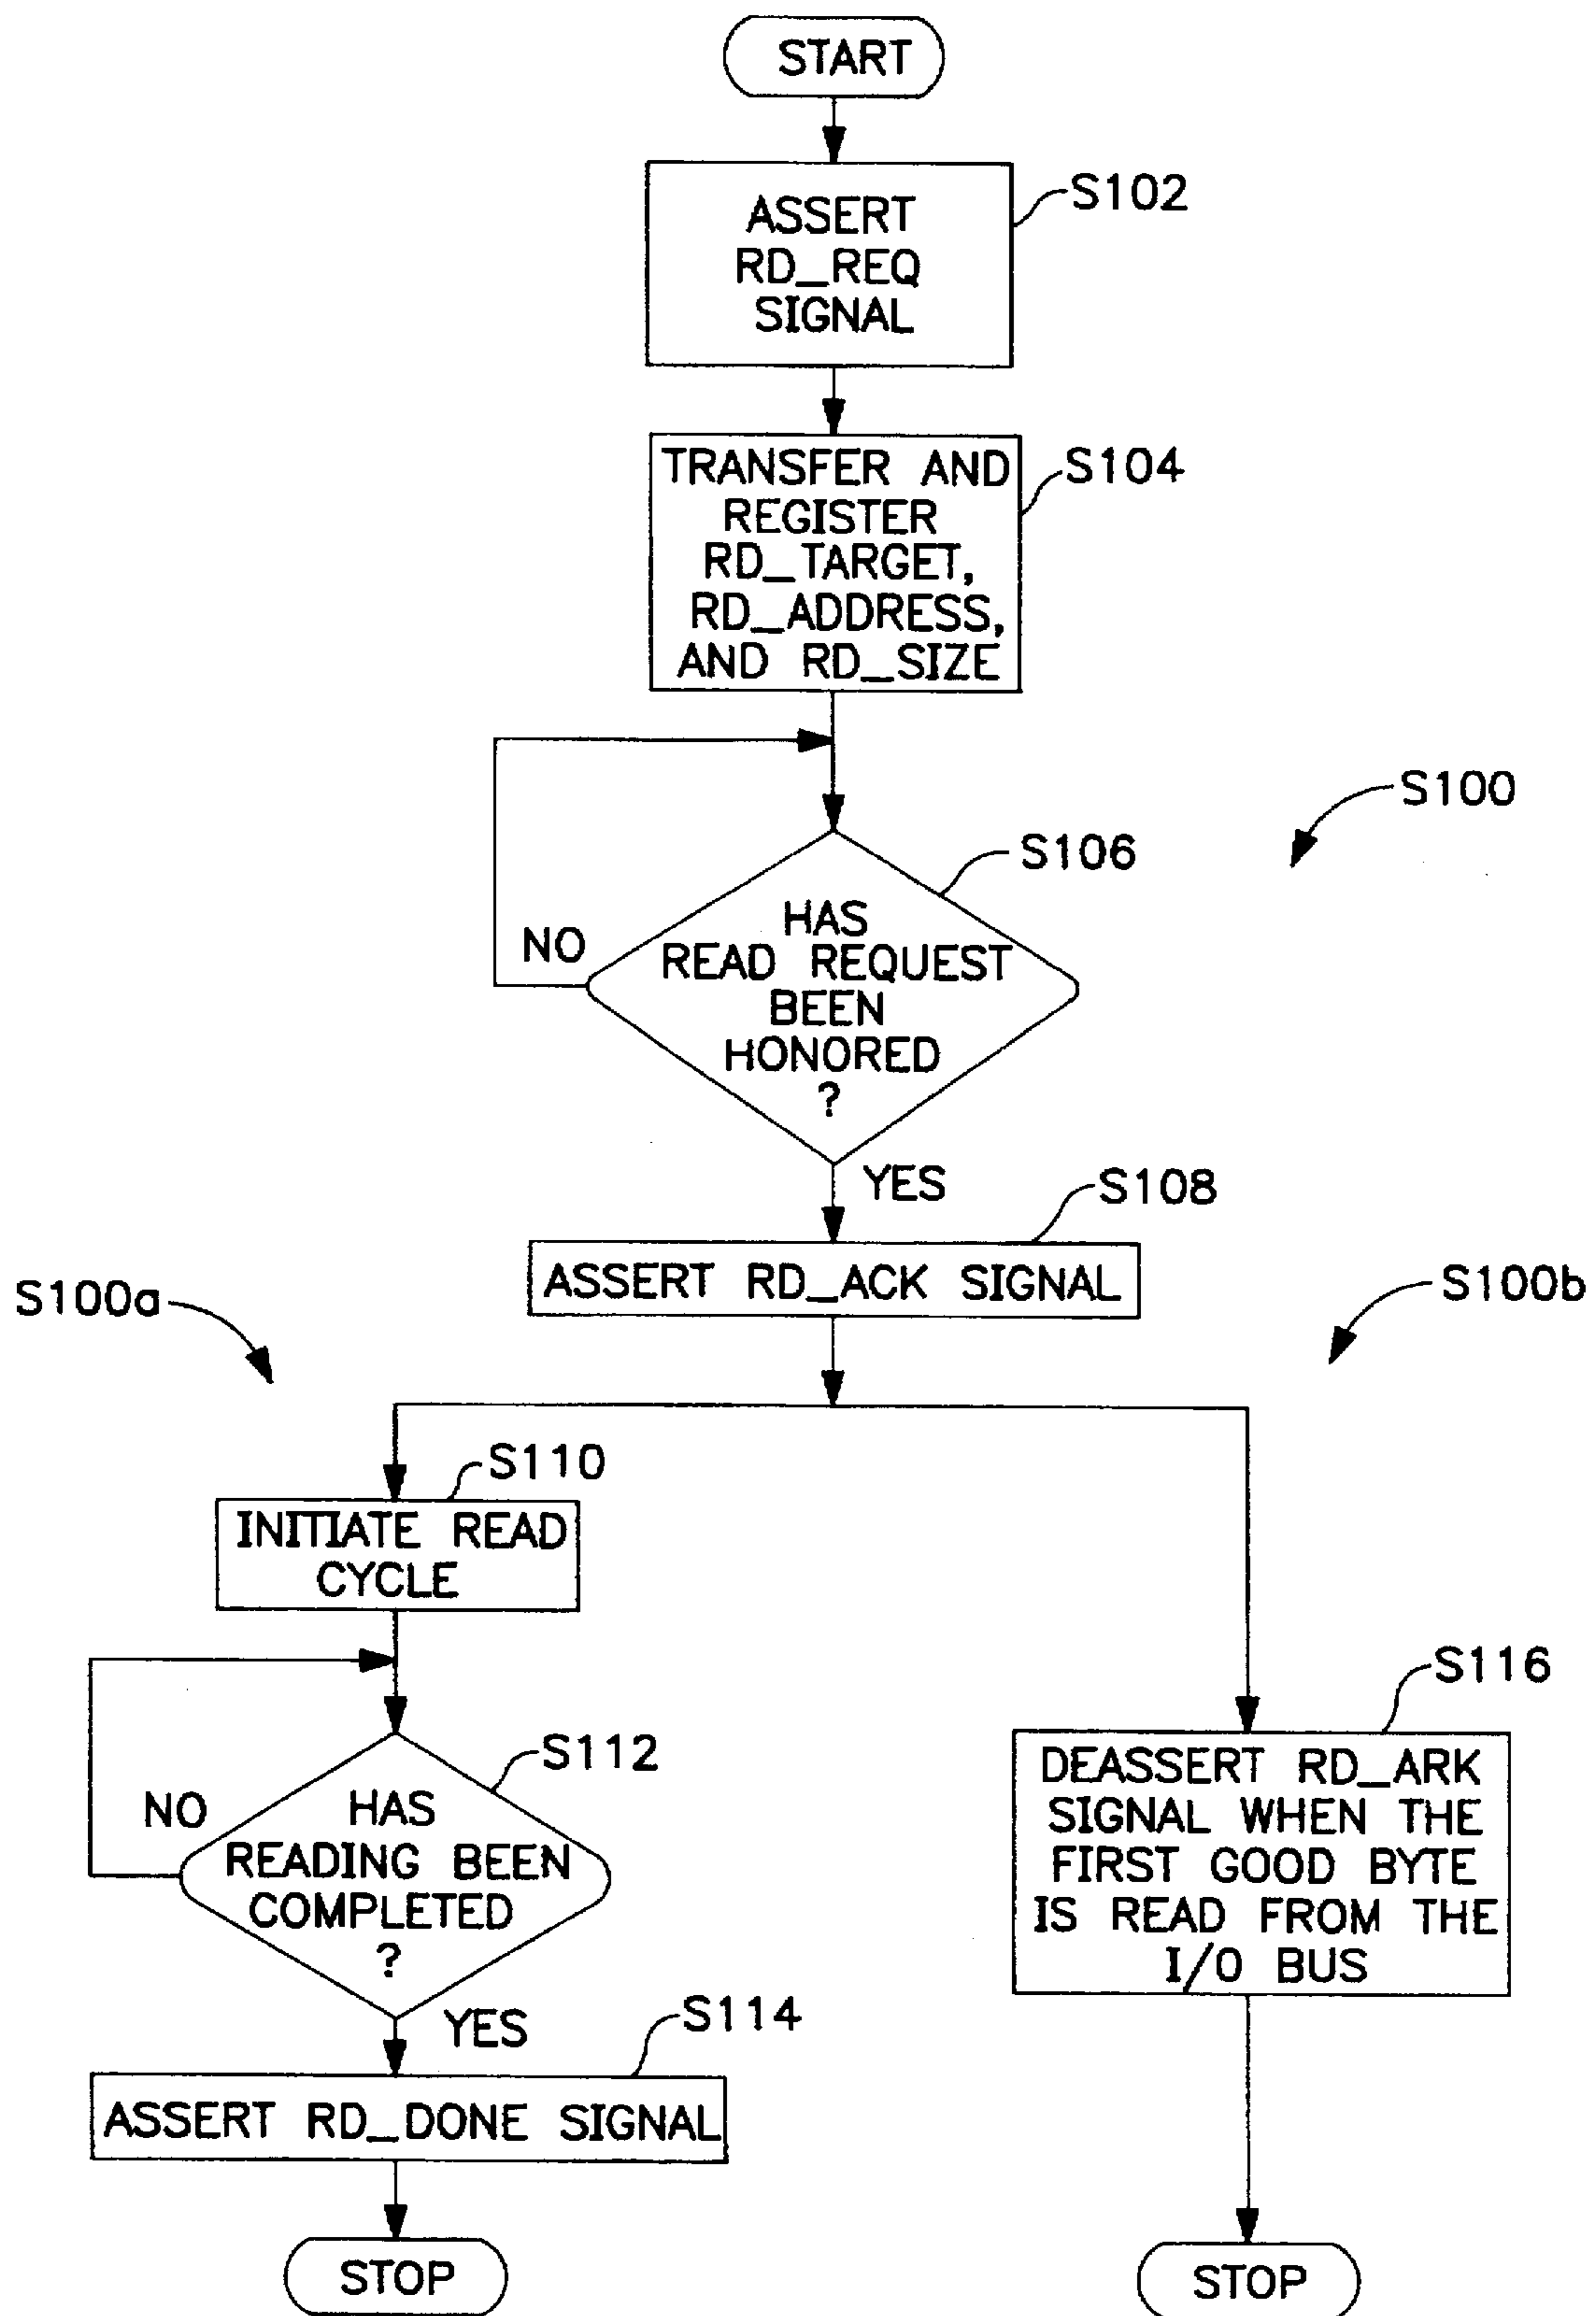 START
S102
ASSERT
RD_REQ
SIGNAL
S104
TRANSFER AND
REGISTER
RD_TARGET,
RD_ADDRESS,
AND RD_SIZE
S100
S106
NO
HAS
READ REQUEST
BEEN
HONORED
?
YES
S108
ASSERT RD_ACK SIGNAL
S100a
S100b
S110
INITIATE READ
CYCLE
S112
NO
HAS
READING BEEN
COMPLETED
?
YES
S114
ASSERT RD_DONE SIGNAL
STOP
S116
DEASSERT RD_ARK
SIGNAL WHEN THE
FIRST GOOD BYTE
IS READ FROM THE
I/O BUS
STOP